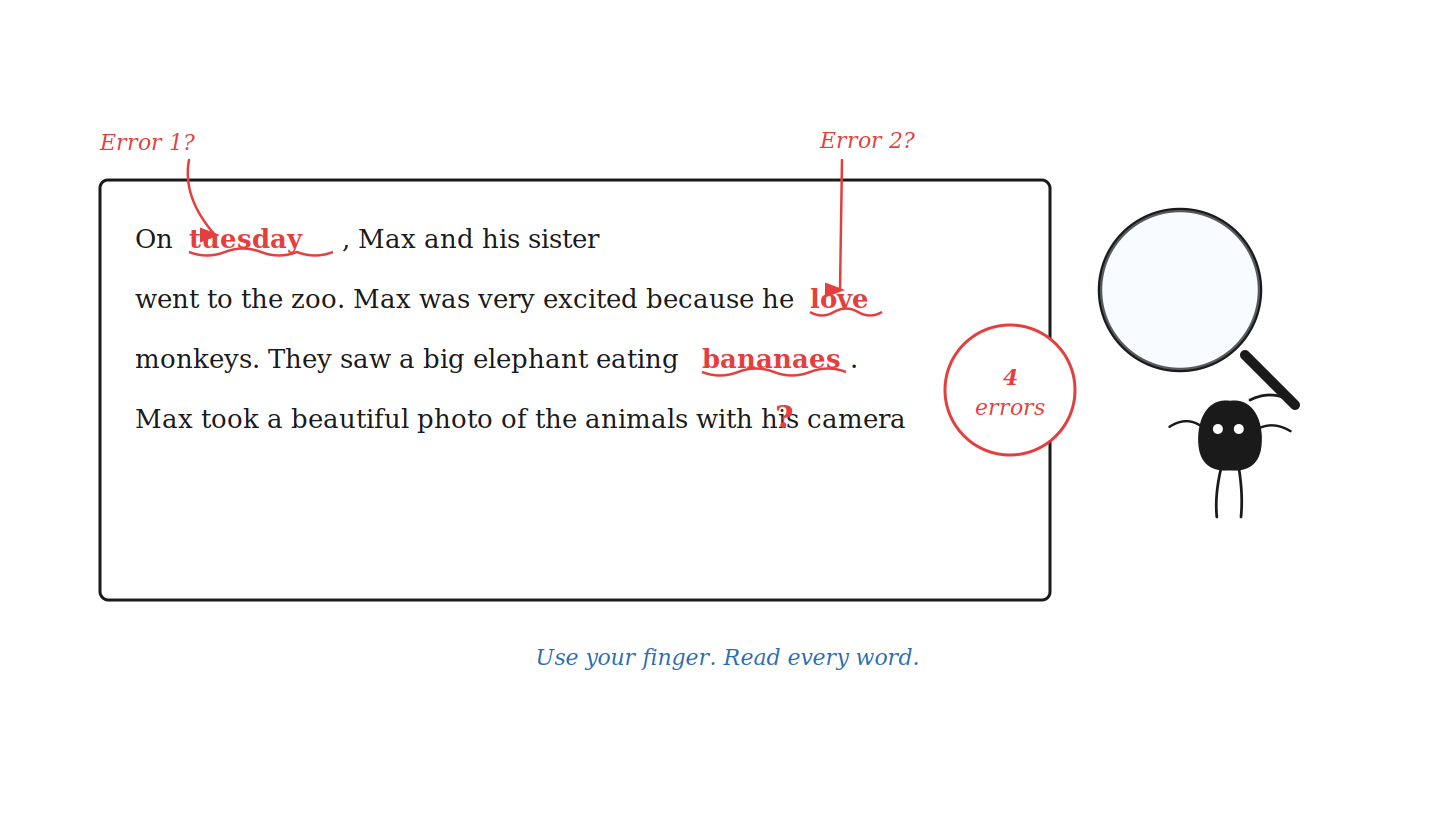 Error 1?
Error 2?
On tuesday , Max and his sister
went to the zoo. Max was very excited because he love
monkeys. They saw a big elephant eating bananaes .
Max took a beautiful photo of the animals with his camera
?
4
errors
Use your finger. Read every word.